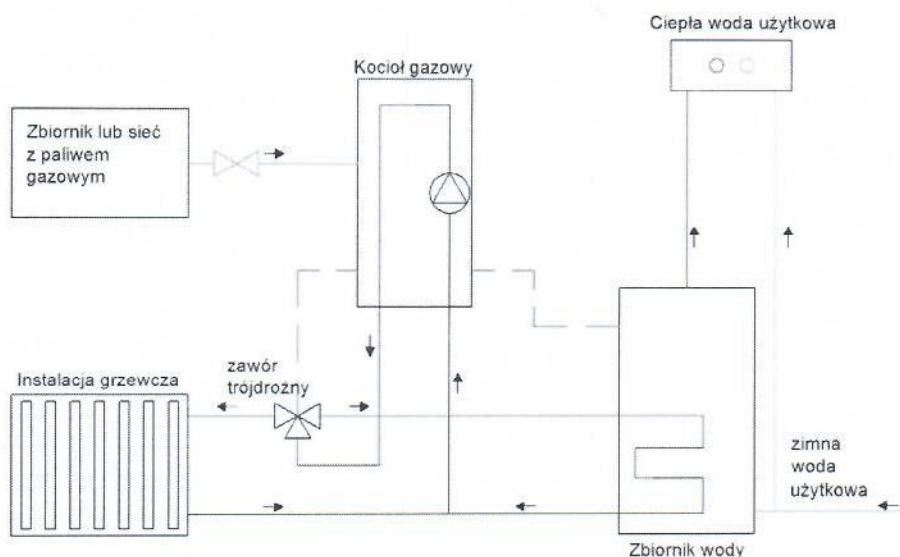 Ciepła woda użytkowa
Kocioł gazowy
Zbiornik lub sieć
z paliwem
gazowym
zawór
trójdrożny
Instalacja grzewcza
zimna
woda
użytkowa
Zbiornik wody